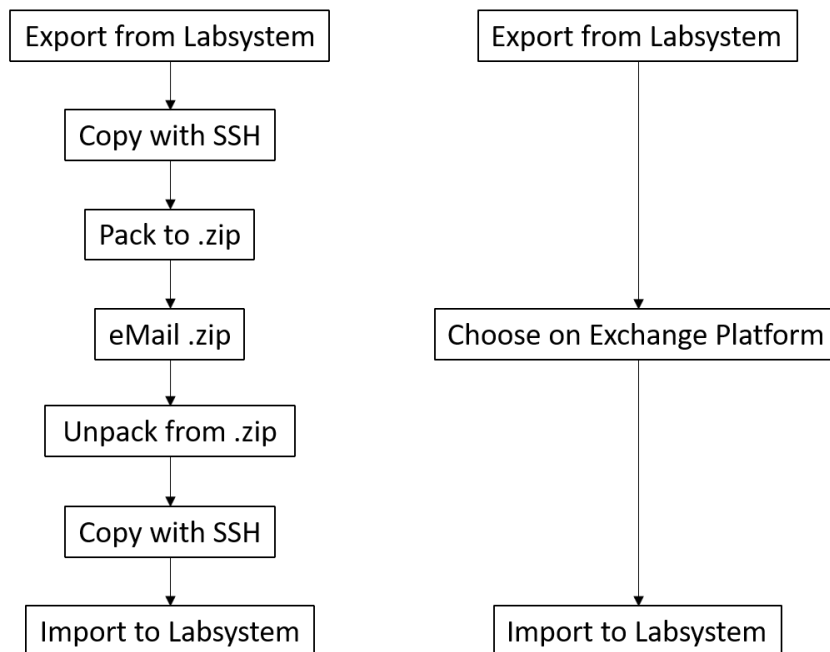 Export from Labsystem
Copy with SSH
Pack to .zip
eMail .zip
Unpack from .zip
Copy with SSH
Import to Labsystem
Export from Labsystem
Choose on Exchange Platform
Import to Labsystem